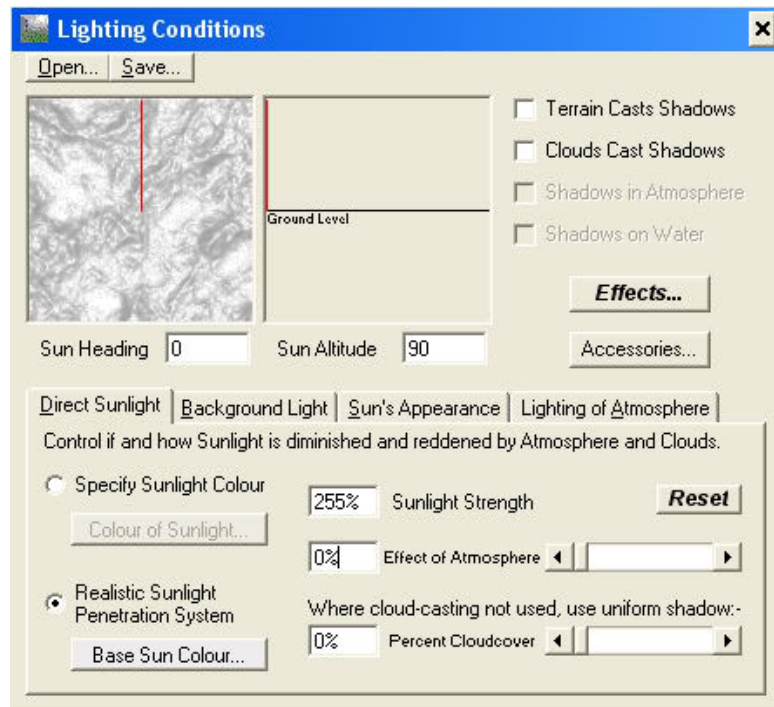 Lighting Conditions
Open... Save...
Terrain Casts Shadows
Clouds Cast Shadows
Shadows in Atmosphere
Shadows on Water
Ground Level
Effects...
Sun Heading 0 Sun Altitude 90 Accessories...
Direct Sunlight Background Light Sun's Appearance Lighting of Atmosphere
Control if and how Sunlight is diminished and reddened by Atmosphere and Clouds.
Specify Sunlight Colour
Colour of Sunlight...
255% Sunlight Strength Reset
0% Effect of Atmosphere
Realistic Sunlight
Penetration System
Base Sun Colour...
Where cloud-casting not used, use uniform shadow:-
0% Percent Cloudcover